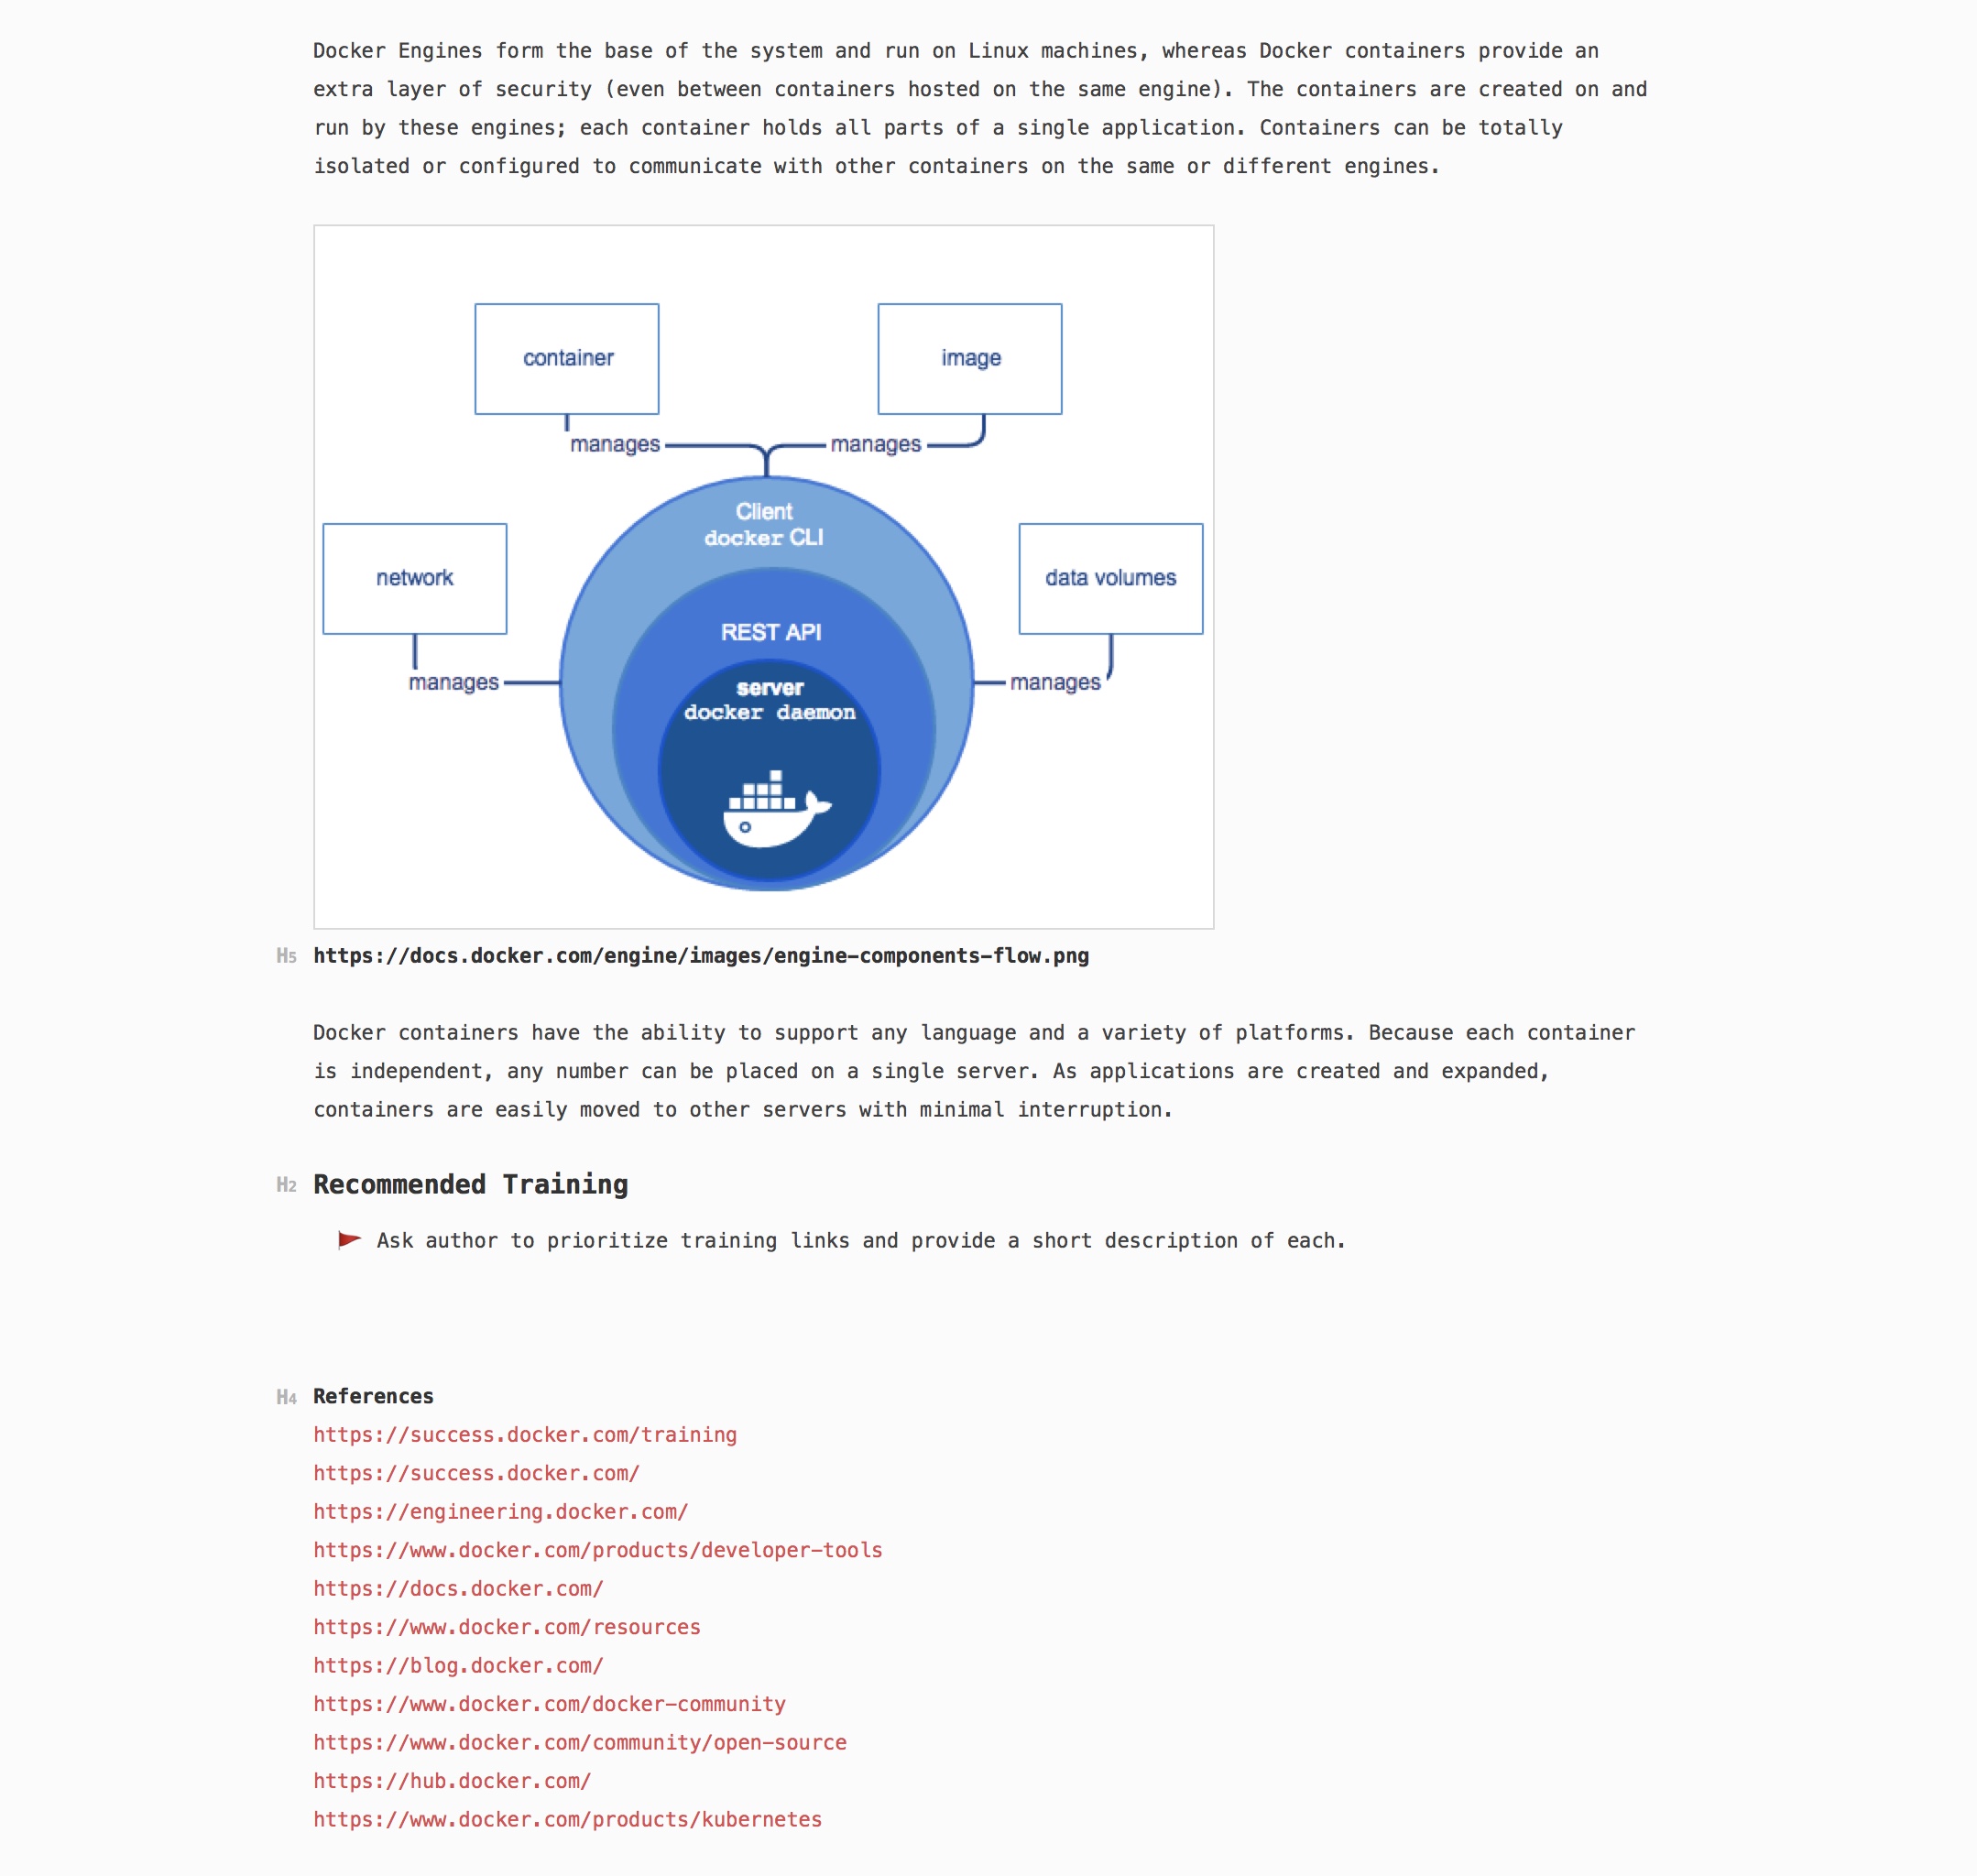 Docker Engines form the base of the system and run on Linux machines, whereas Docker containers provide an
extra layer of security (even between containers hosted on the same engine). The containers are created on and
run by these engines; each container holds all parts of a single application. Containers can be totally
isolated or configured to communicate with other containers on the same or different engines.
container
image
manages
manages
Client
docker CLI
network
data volumes
REST API
manages
manages
server
docker daemon
H5 https://docs.docker.com/engine/images/engine-components-flow.png
Docker containers have the ability to support any language and a variety of platforms. Because each container
is independent, any number can be placed on a single server. As applications are created and expanded,
containers are easily moved to other servers with minimal interruption.
H2 Recommended Training
Ask author to prioritize training links and provide a short description of each.
H4 References
https://success.docker.com/training
https://success.docker.com/
https://engineering.docker.com/
https://www.docker.com/products/developer-tools
https://docs.docker.com/
https://www.docker.com/resources
https://blog.docker.com/
https://www.docker.com/docker-community
https://www.docker.com/community/open-source
https://hub.docker.com/
https://www.docker.com/products/kubernetes